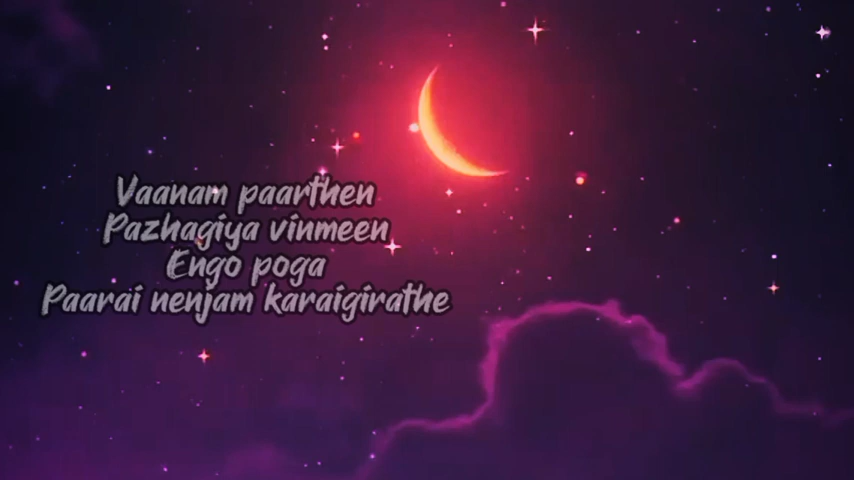 Vaanam paarthen
Pazhagiya vinmeen
Engo poga
Paarai nenjam karaigirathe